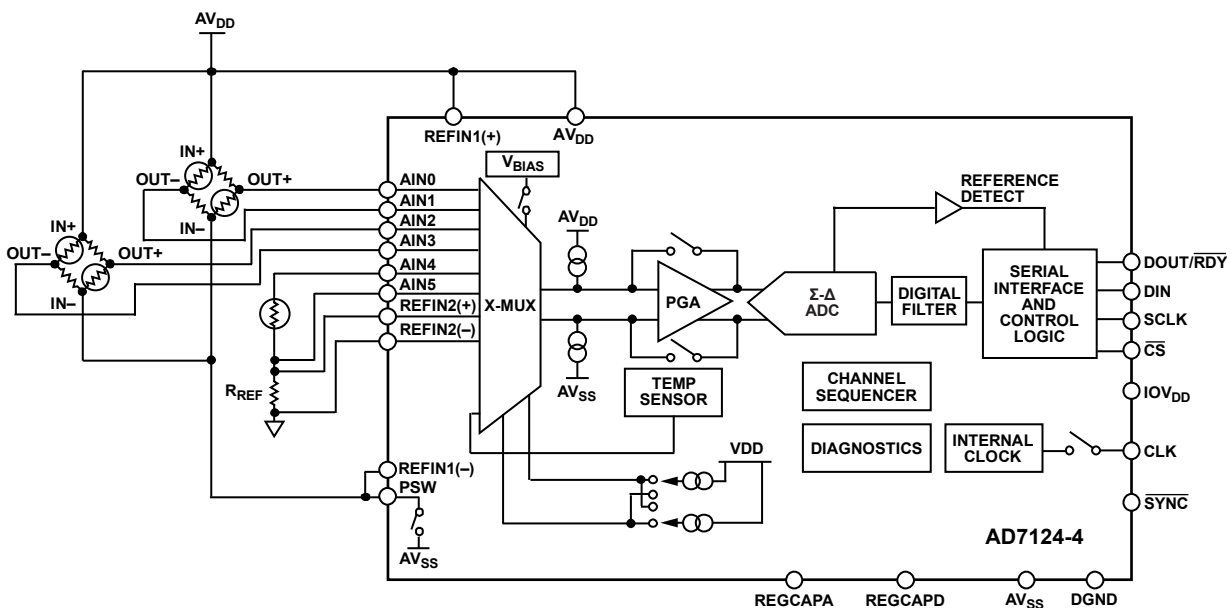 AVDD
REFIN1(+)
AVDD
IN+
OUT–
OUT+
IN–
IN+
OUT–
OUT+
IN–
RREF
AIN0
AIN1
AIN2
AIN3
AIN4
AIN5
REFIN2(+)
REFIN2(–)
REFIN1(–)
PSW
AVSS
VBIAS
X-MUX
AVDD
AVSS
PGA
TEMP
SENSOR
VDD
Σ-Δ
ADC
REFERENCE
DETECT
DIGITAL
FILTER
SERIAL
INTERFACE
AND
CONTROL
LOGIC
CHANNEL
SEQUENCER
DIAGNOSTICS
INTERNAL
CLOCK
DOUT/RDY
DIN
SCLK
CS
IOVDD
CLK
SYNC
AD7124-4
REGCAPA
REGCAPD
AVSS
DGND